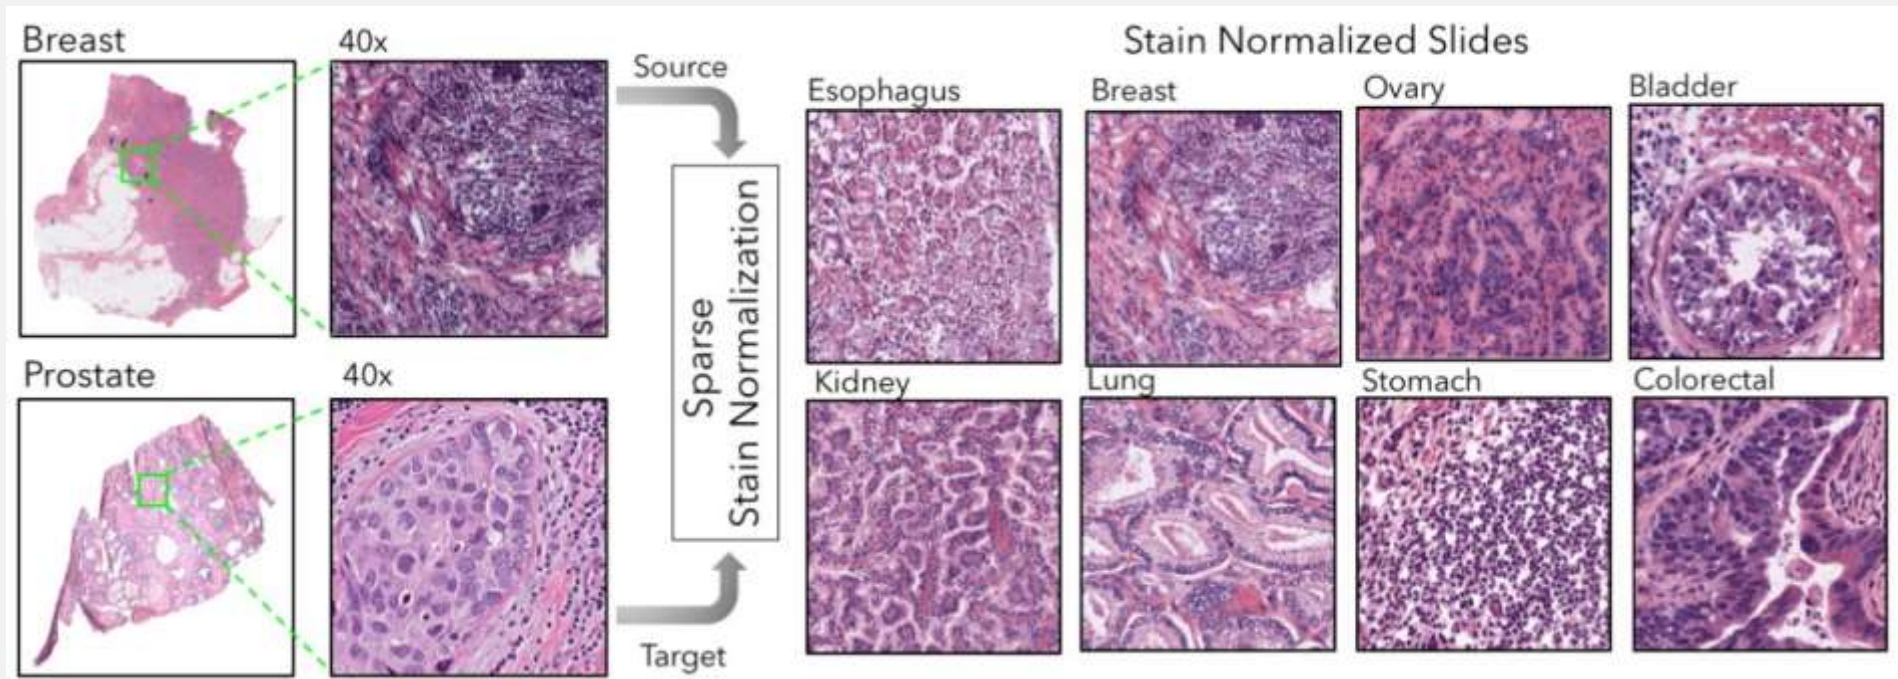 Breast
40x
Source
Prostate
40x
Target
Sparse
Stain Normalization
Stain Normalized Slides
Esophagus
Breast
Ovary
Bladder
Kidney
Lung
Stomach
Colorectal